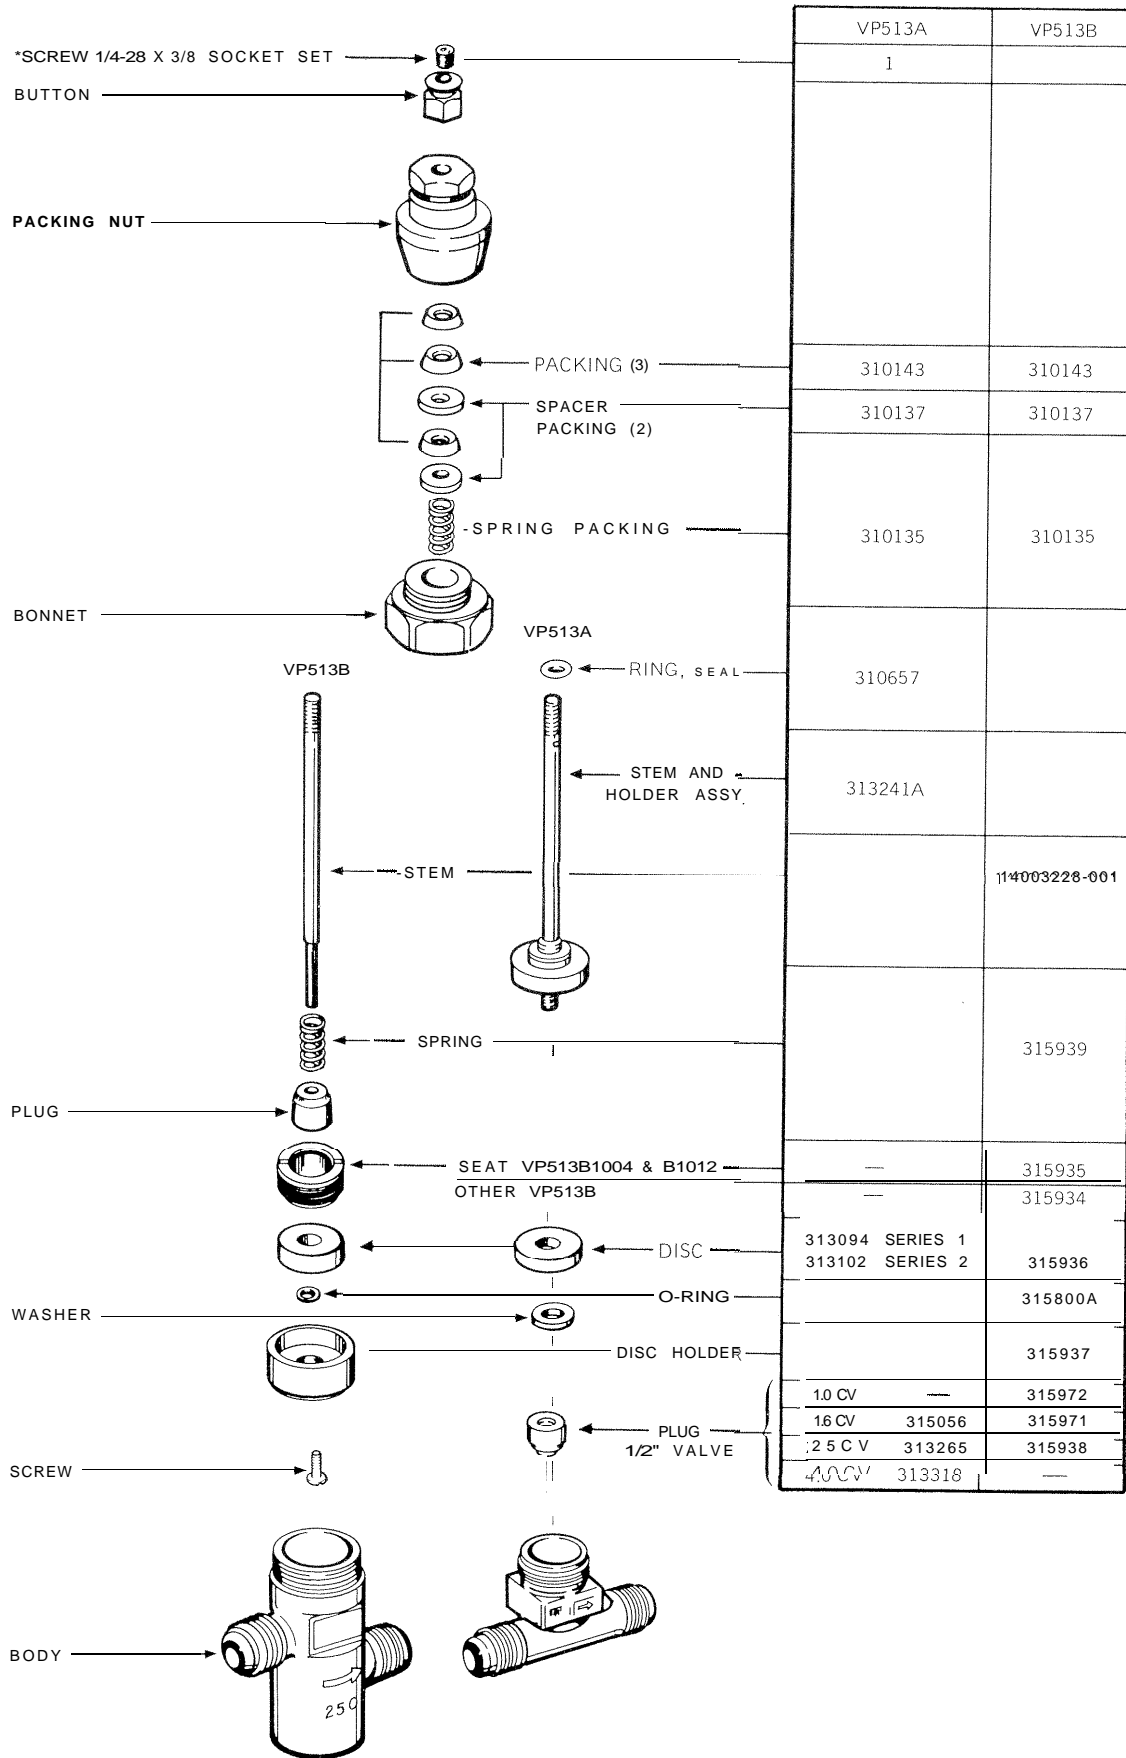 VP513A VP513B
*SCREW 1/4-28 X 3/8 SOCKET SET 1
BUTTON
PACKING NUT
PACKING (3) 310143 310143
SPACER 310137 310137
PACKING (2)
-SPRING PACKING 310135 310135
BONNET
VP513A
VP513B
RING, SEAL 310657
STEM AND
HOLDER ASSY. 313241A
-STEM 14003228-001
SPRING 315939
PLUG
SEAT VP513B1004 & B1012 — 315935
OTHER VP513B — 315934
313094 SERIES 1
DISC 313102 SERIES 2 315936
O-RING 315800A
WASHER
DISC HOLDER 315937
1.0 CV — 315972
PLUG 1.6 CV 315056 315971
1/2" VALVE 2 5 C V 313265 315938
4.0 CV 313318 —
SCREW
BODY
250